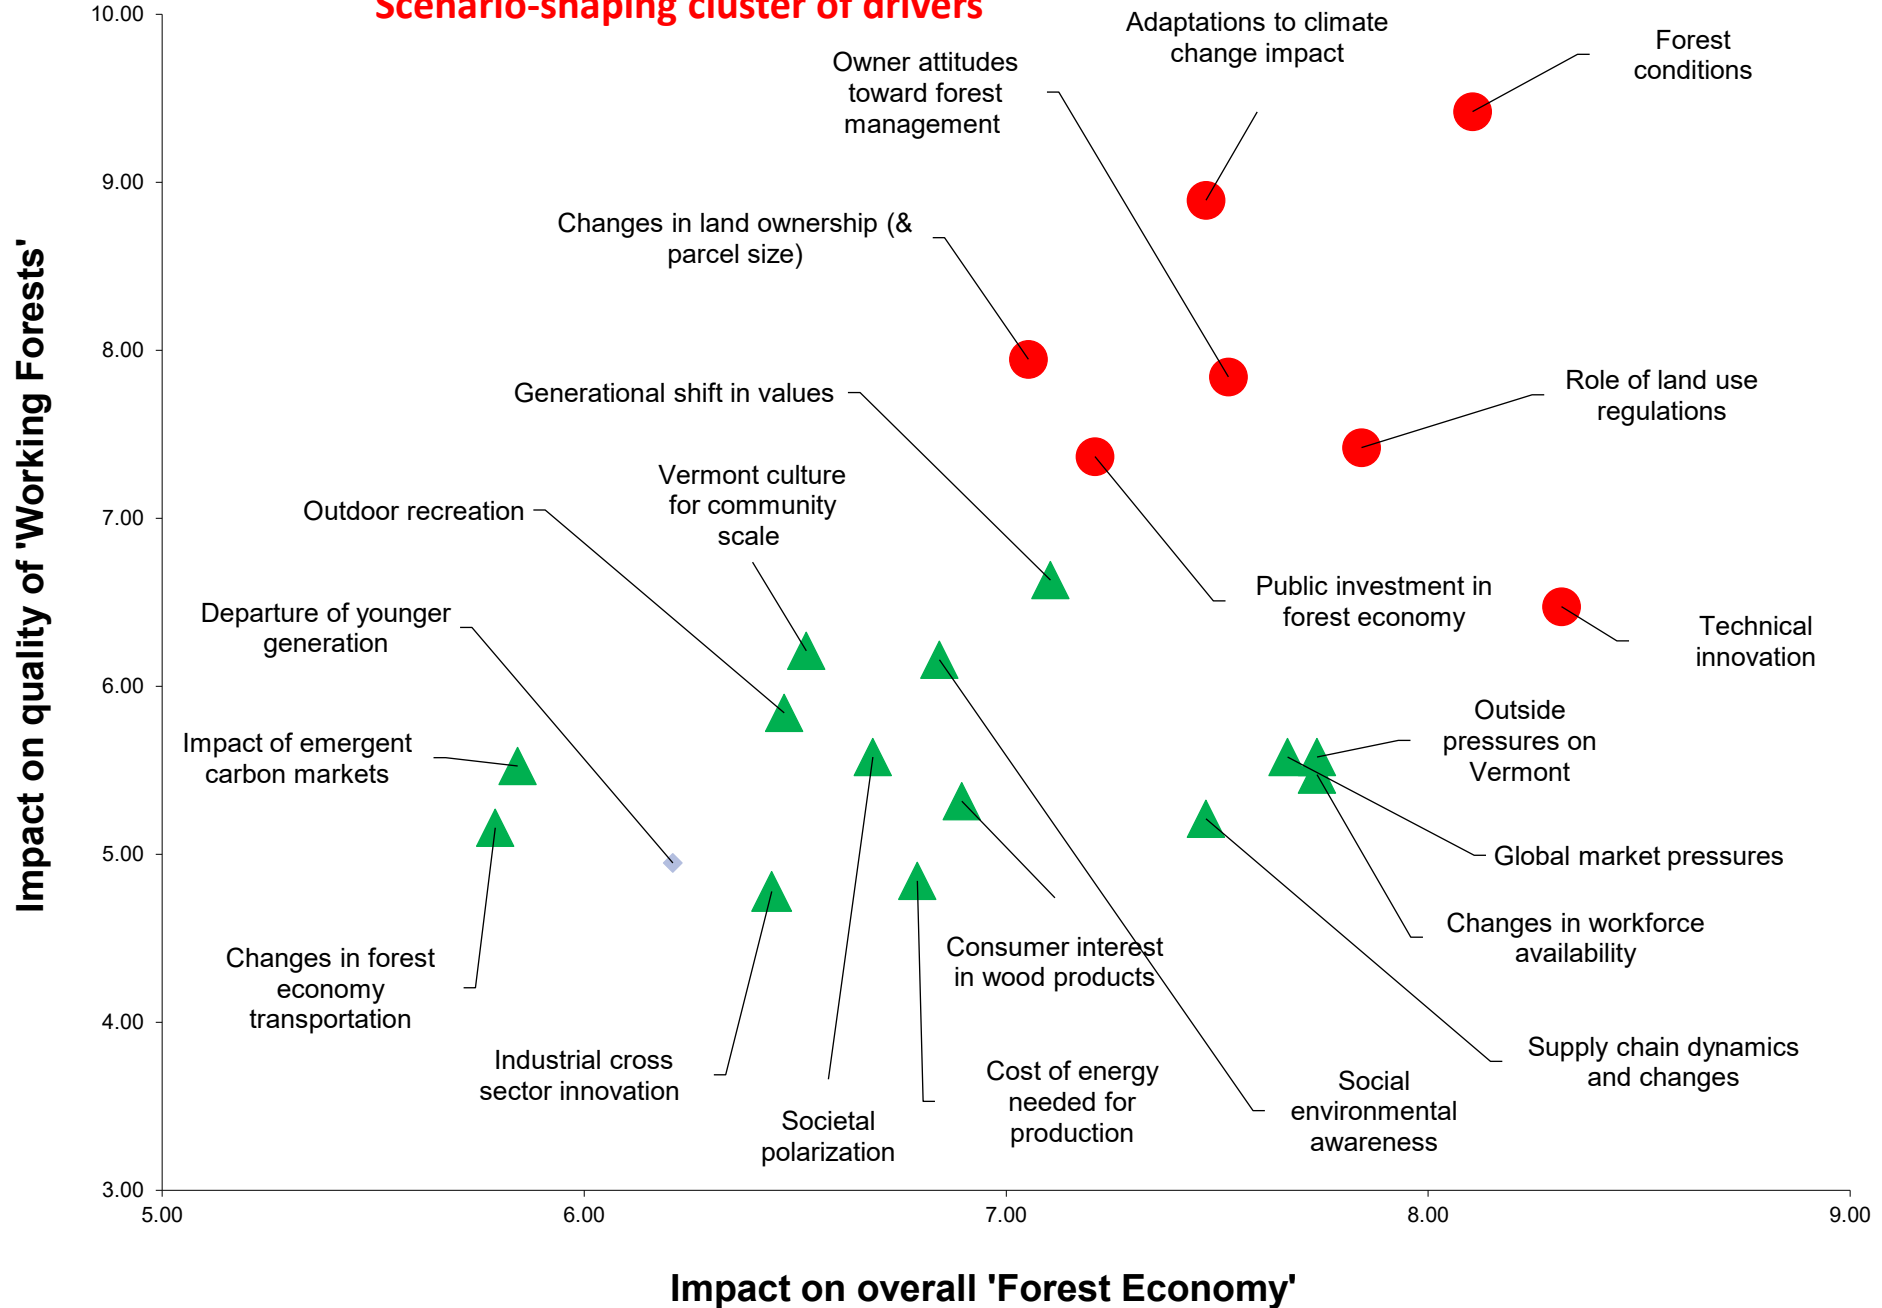 Scenario-shaping cluster of drivers
10.00
9.00
8.00
7.00
6.00
5.00
4.00
3.00
5.00
6.00
7.00
8.00
9.00
Impact on quality of 'Working Forests'
Impact on overall 'Forest Economy'
Adaptations to climate
change impact
Forest
conditions
Owner attitudes
toward forest
management
Changes in land ownership (&
parcel size)
Generational shift in values
Role of land use
regulations
Vermont culture
for community
scale
Outdoor recreation
Public investment in
forest economy
Technical
innovation
Departure of younger
generation
Impact of emergent
carbon markets
Outside
pressures on
Vermont
Global market pressures
Changes in workforce
availability
Consumer interest
in wood products
Changes in forest
economy
transportation
Industrial cross
sector innovation
Societal
polarization
Cost of energy
needed for
production
Social
environmental
awareness
Supply chain dynamics
and changes